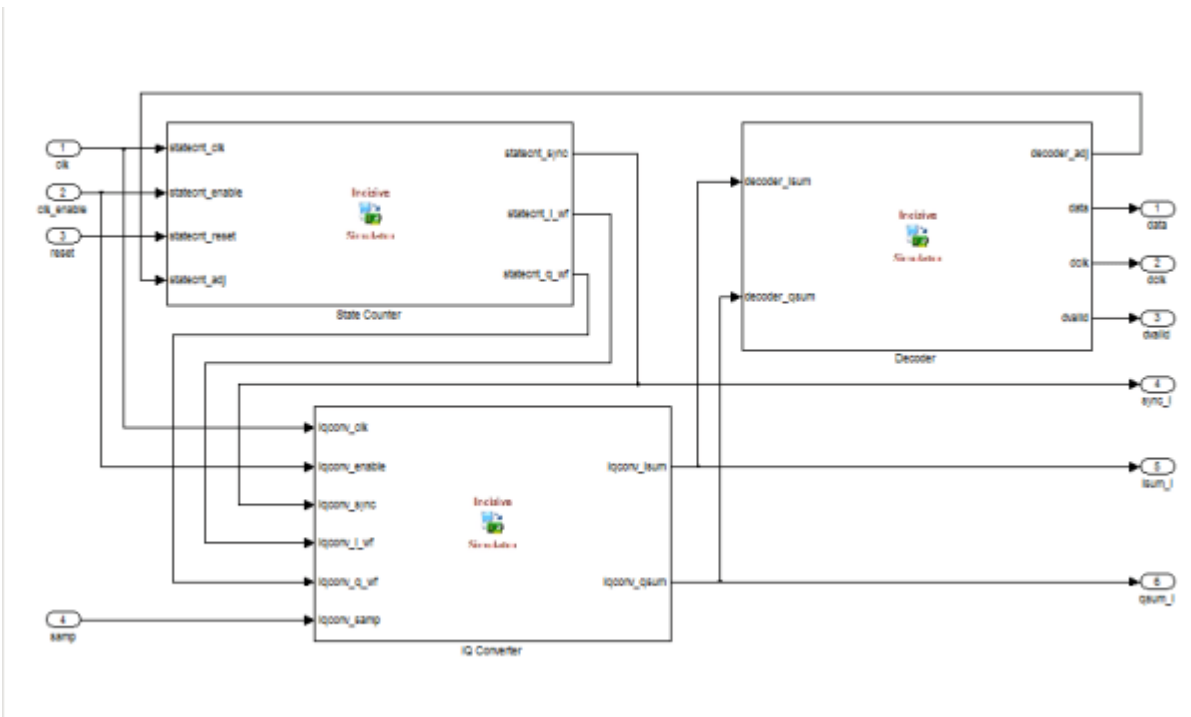 1
clk
2
clk_enable
3
reset
statecnt_clk
statecnt_enable
statecnt_reset
statecnt_adj
Incisive
Simulator
statecnt_sync
statecnt_i_wf
statecnt_q_wf
State Counter
decoder_isum
decoder_qsum
Incisive
Simulator
decoder_adj
data
dclk
dvalid
Decoder
1
data
2
dclk
3
dvalid
4
sync_i
iqconv_clk
iqconv_enable
iqconv_sync
iqconv_i_wf
iqconv_q_wf
iqconv_samp
Incisive
Simulator
iqconv_isum
iqconv_qsum
IQ Converter
5
isum_i
6
qsum_i
4
samp